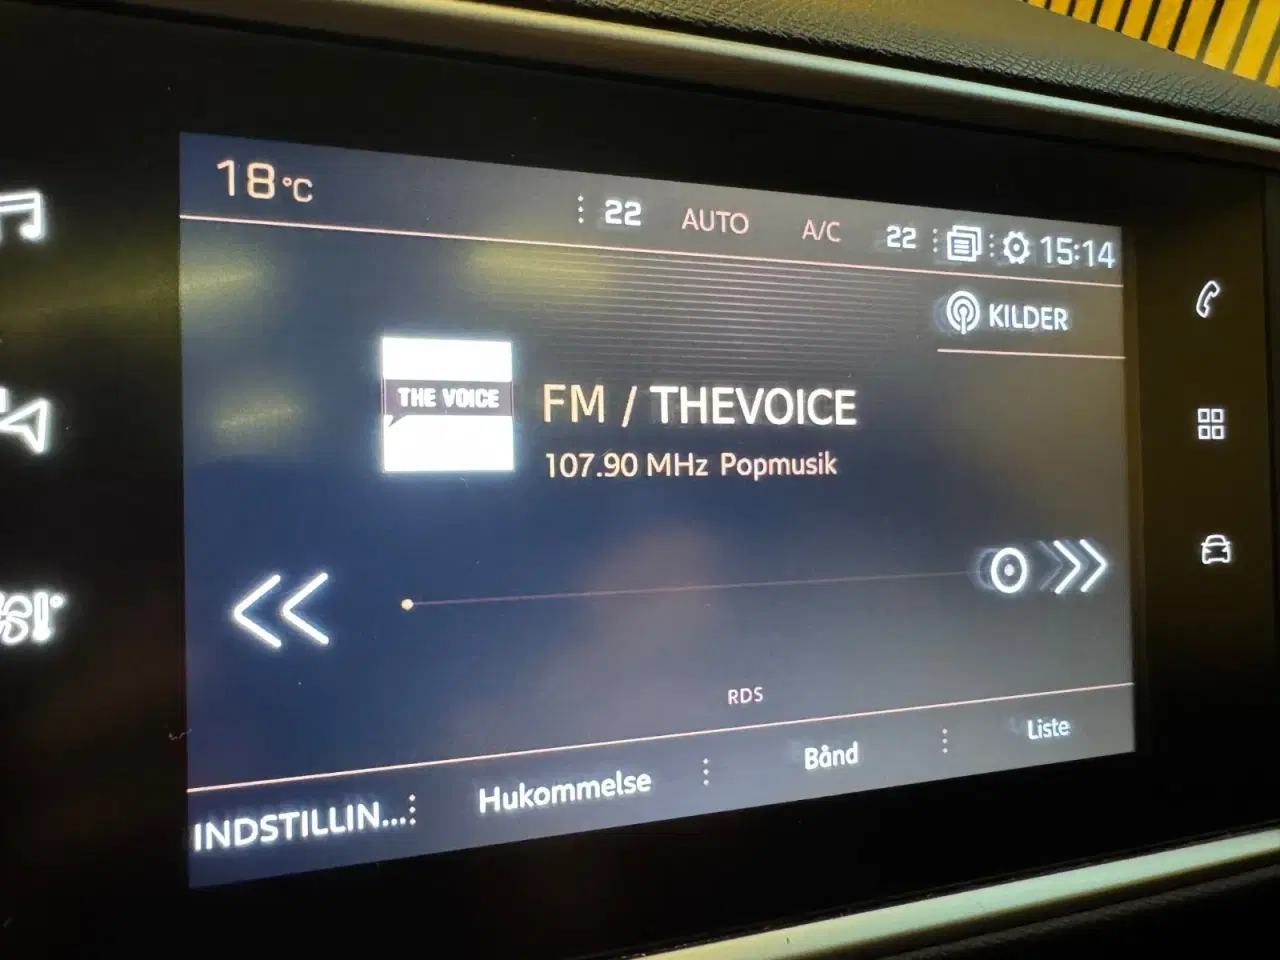 18°C
22 AUTO A/C 22 15:14
KILDER
THE VOICE
FM / THEVOICE
107.90 MHz Popmusik
RDS
INDSTILLIN... Hukommelse Bånd Liste